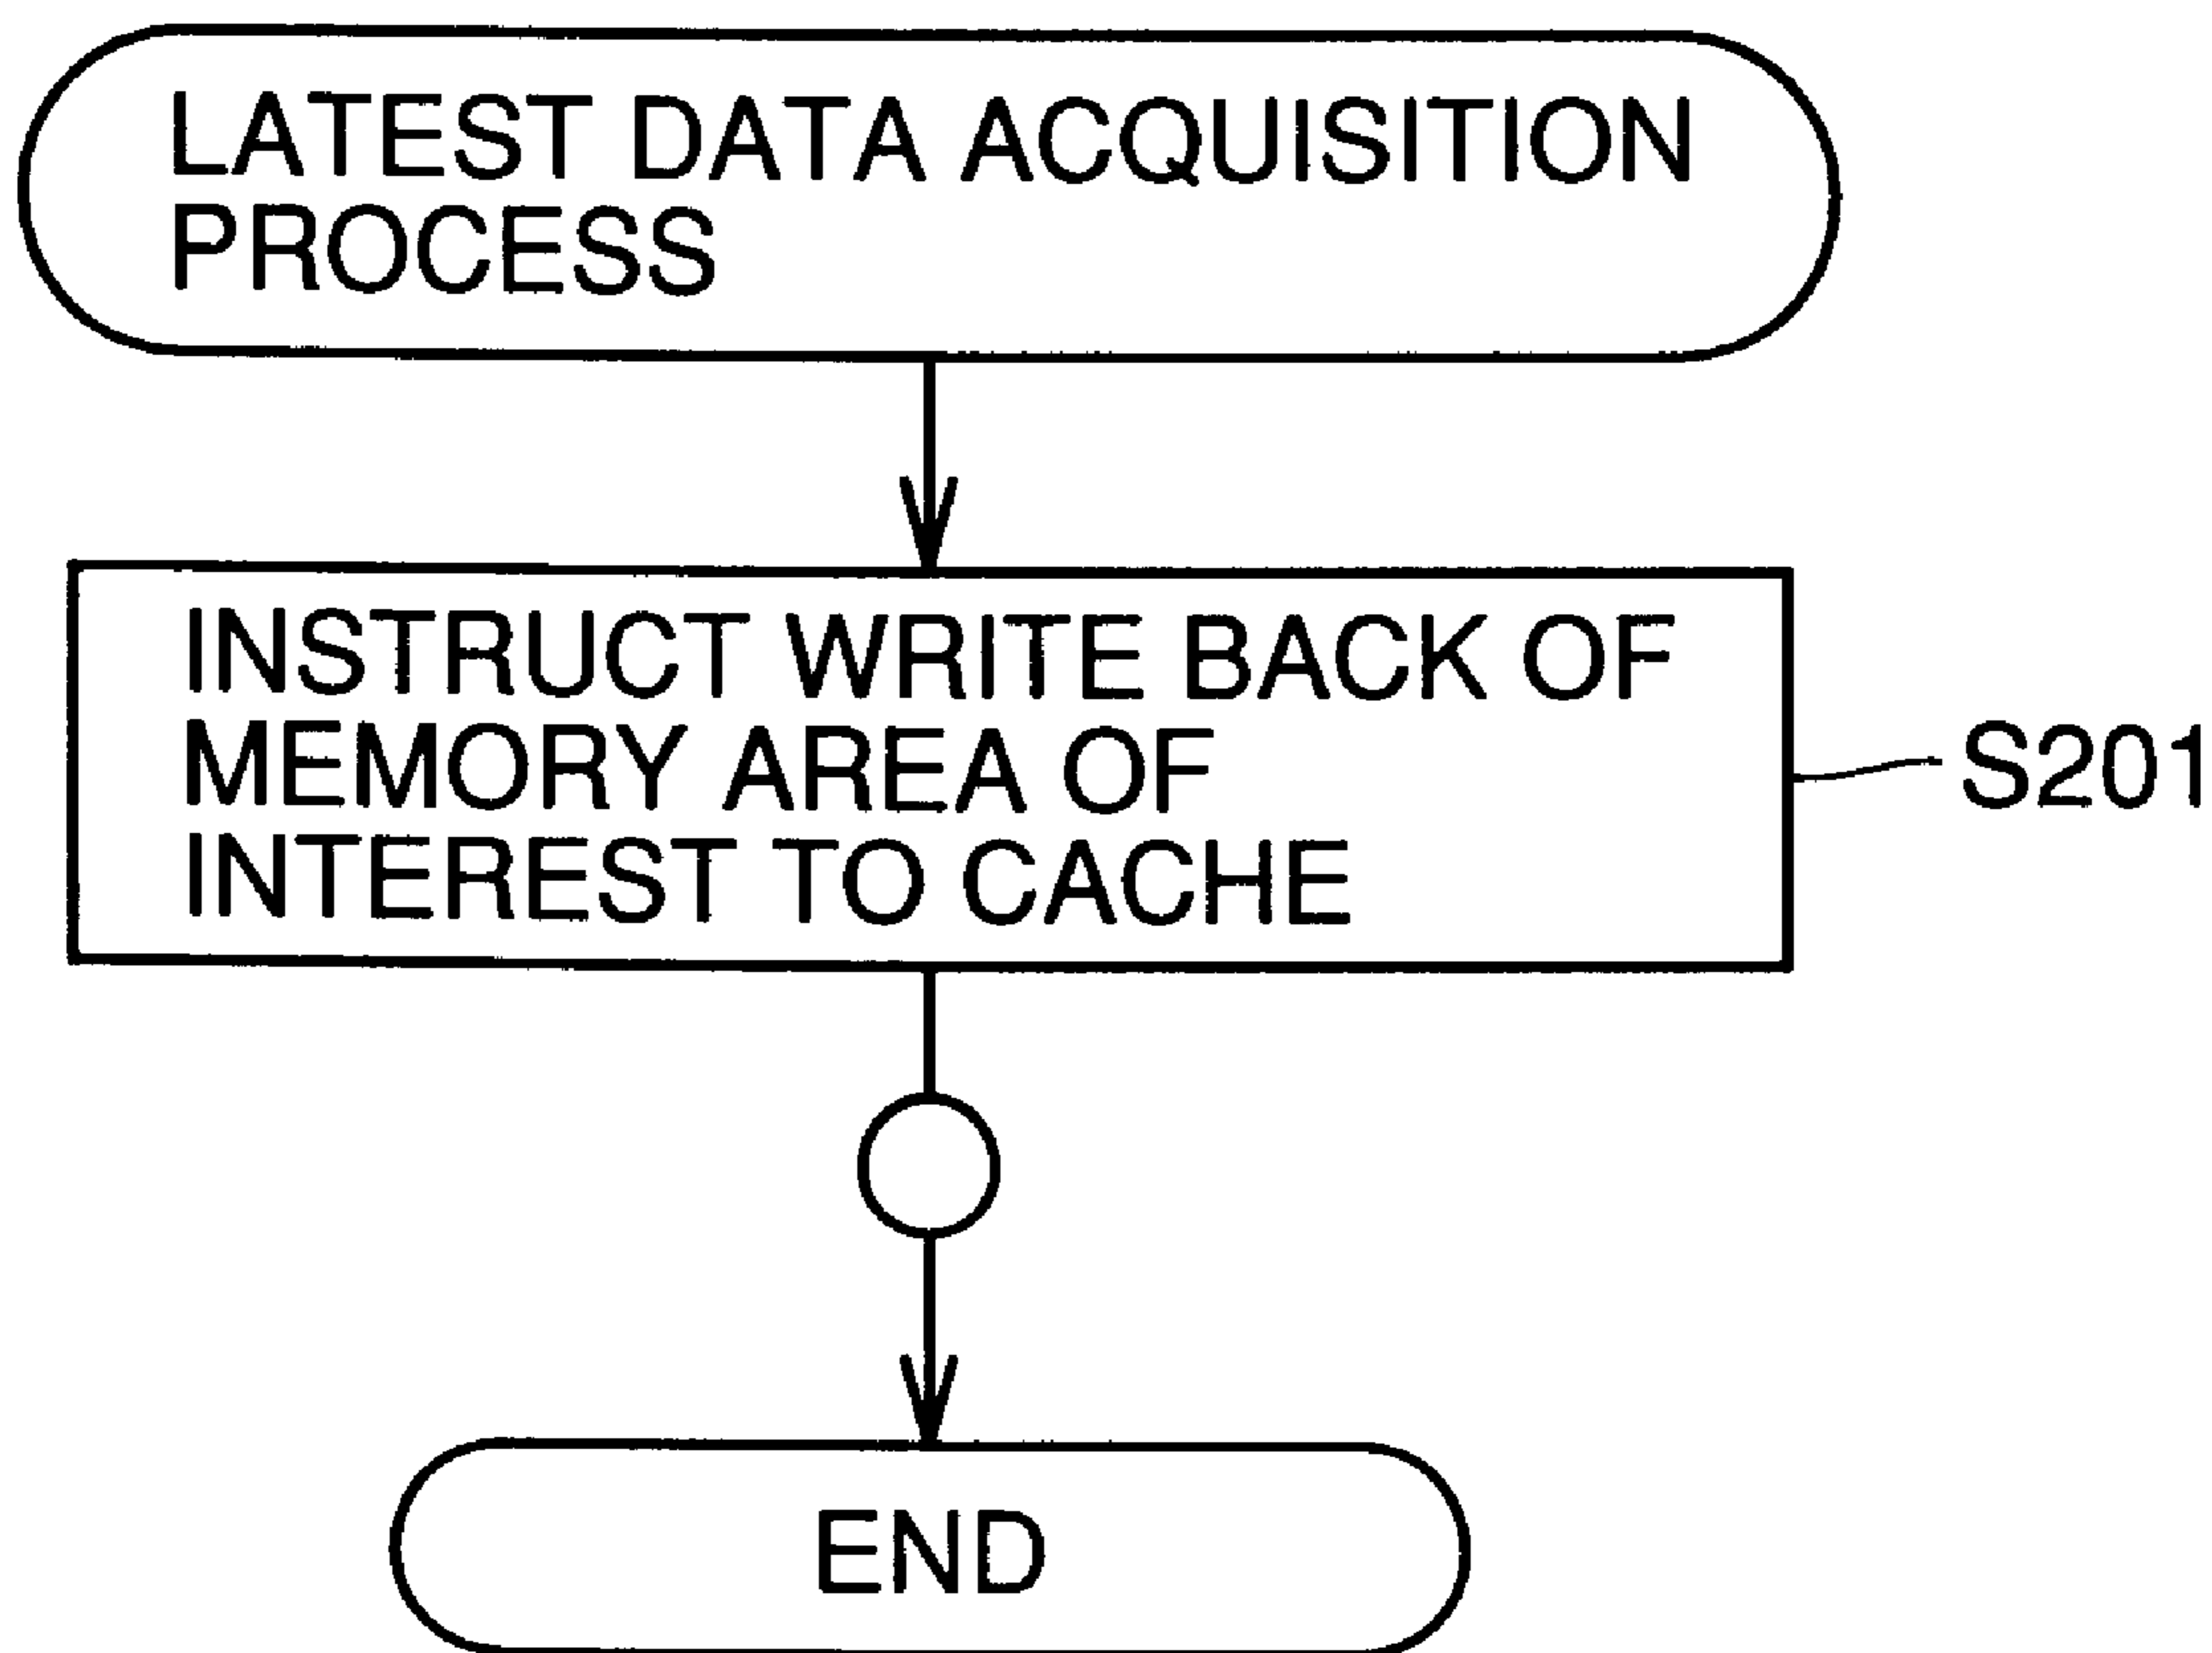 LATEST DATA ACQUISITION
PROCESS
INSTRUCT WRITE BACK OF
MEMORY AREA OF
INTEREST TO CACHE
S201
END